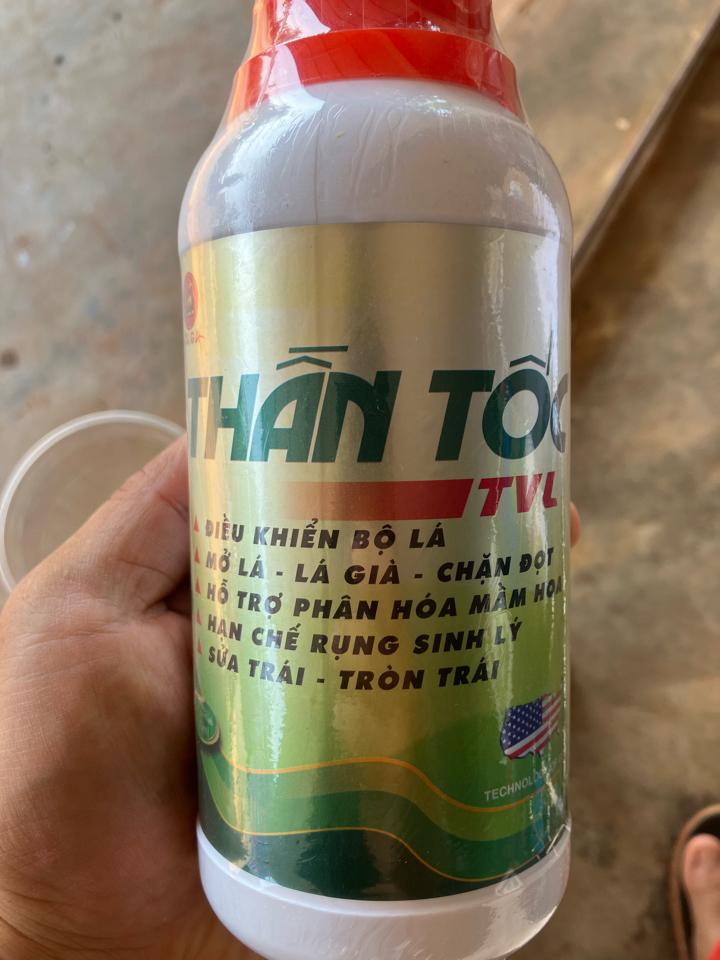 THẦN TỐC
TVL
ĐIỀU KHIỂN BỘ LÁ
MỞ LÁ - LÁ GIÀ - CHẶN ĐỌT
HỖ TRỢ PHÂN HÓA MẦM HOA
HẠN CHẾ RỤNG SINH LÝ
SỬA TRÁI - TRÒN TRÁI